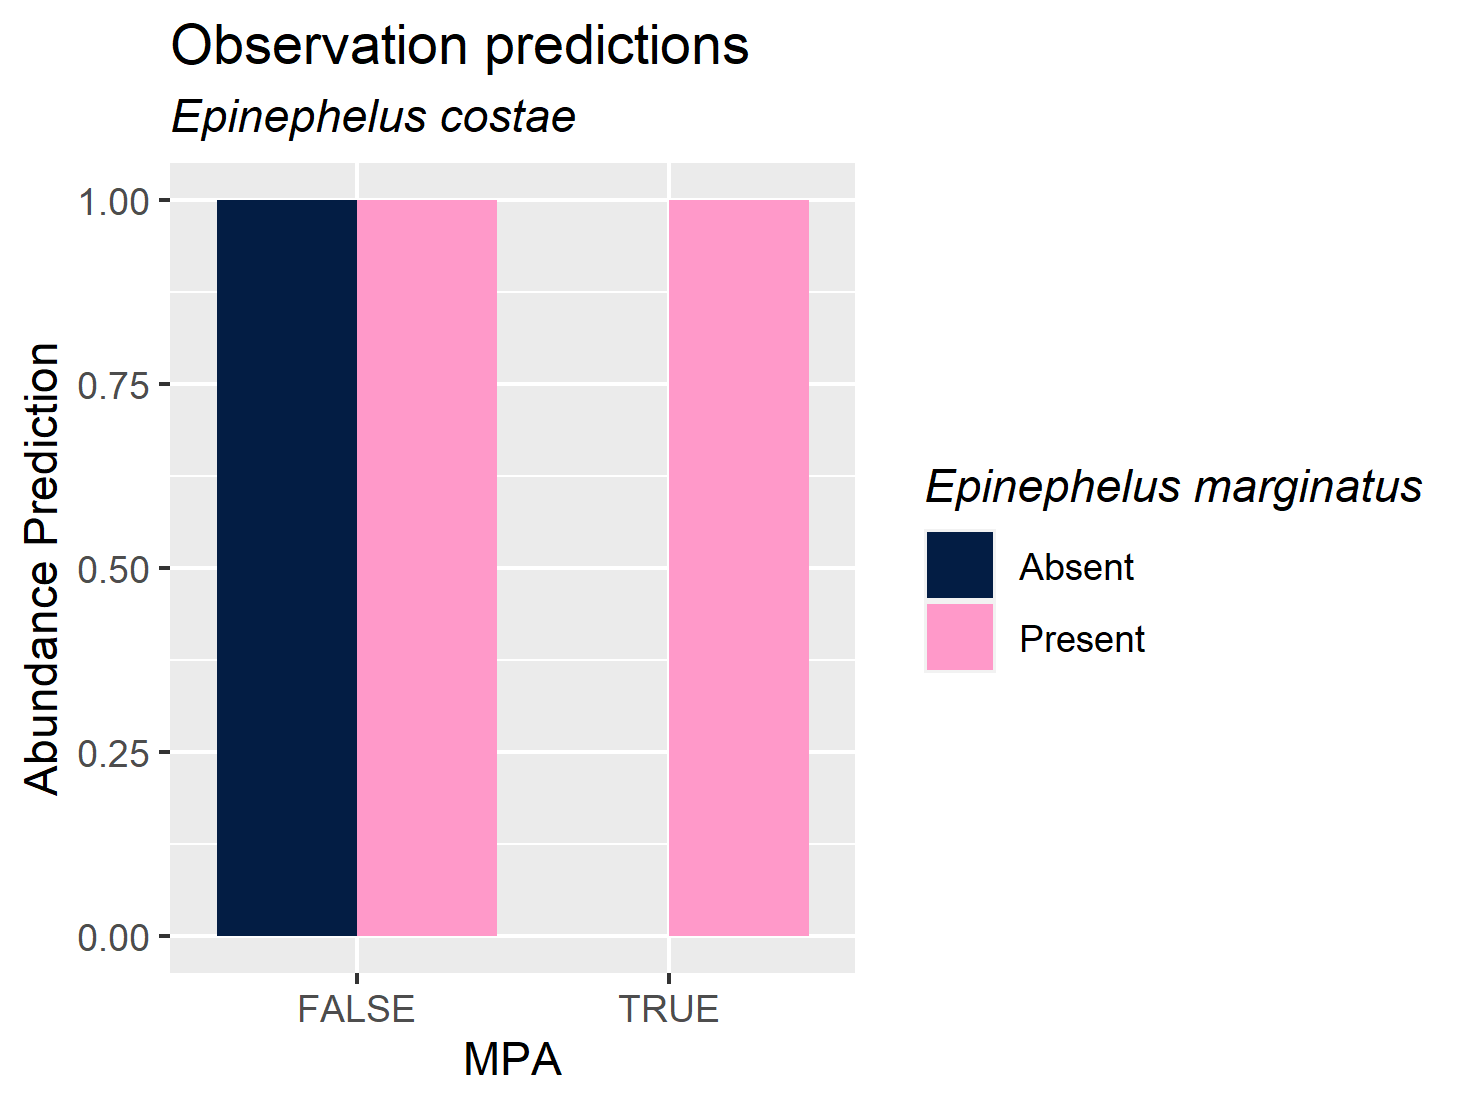 Observation predictions
Epinephelus costae
Abundance Prediction
1.00
0.75
0.50
0.25
0.00
FALSE
TRUE
MPA
Epinephelus marginatus
Absent
Present